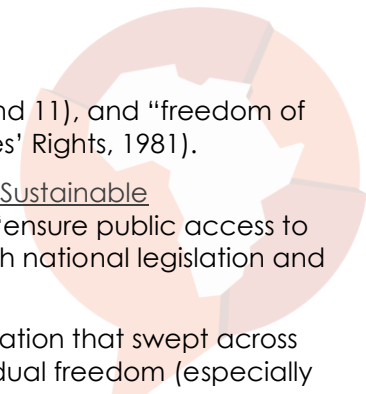 nd 11), and “freedom of
es’ Rights, 1981).
Sustainable
ensure public access to
h national legislation and
ation that swept across
dual freedom (especially